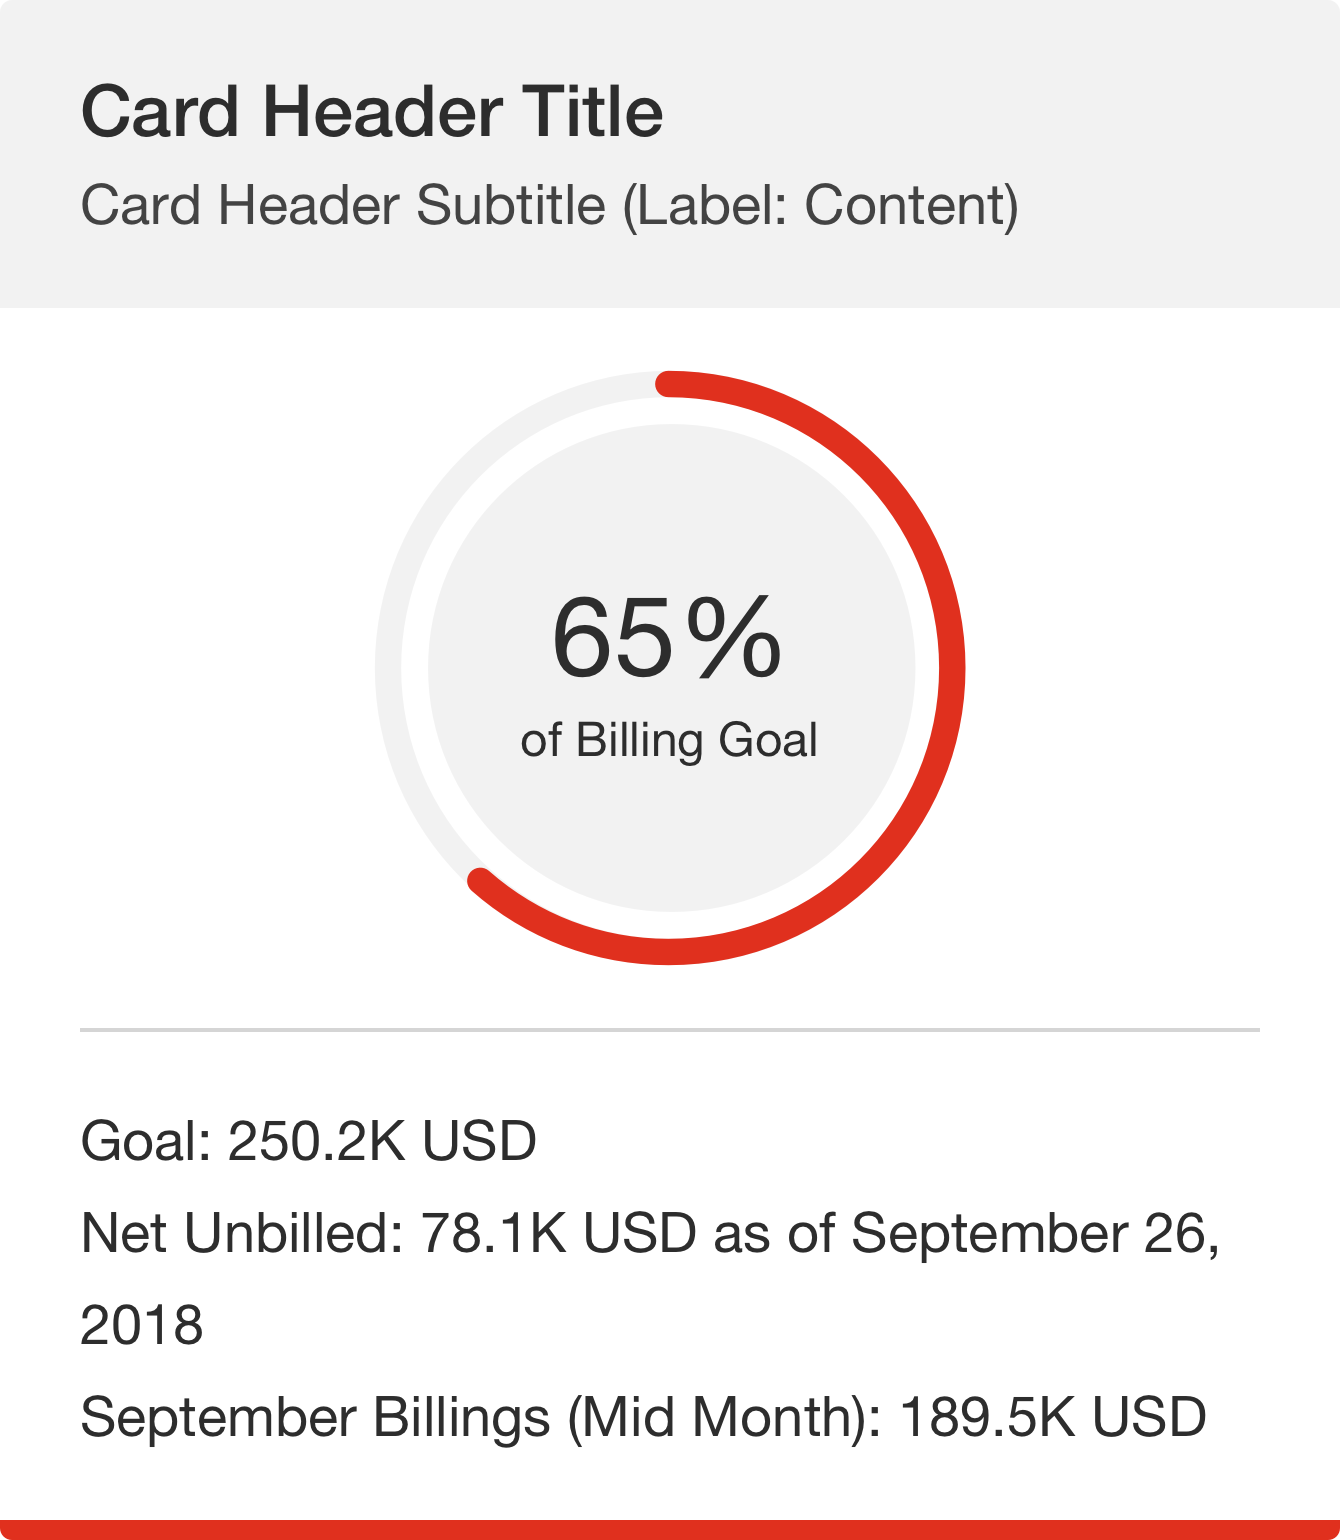 Card Header Title
Card Header Subtitle (Label: Content)
65%
of Billing Goal
Goal: 250.2K USD
Net Unbilled: 78.1K USD as of September 26,
2018
September Billings (Mid Month): 189.5K USD